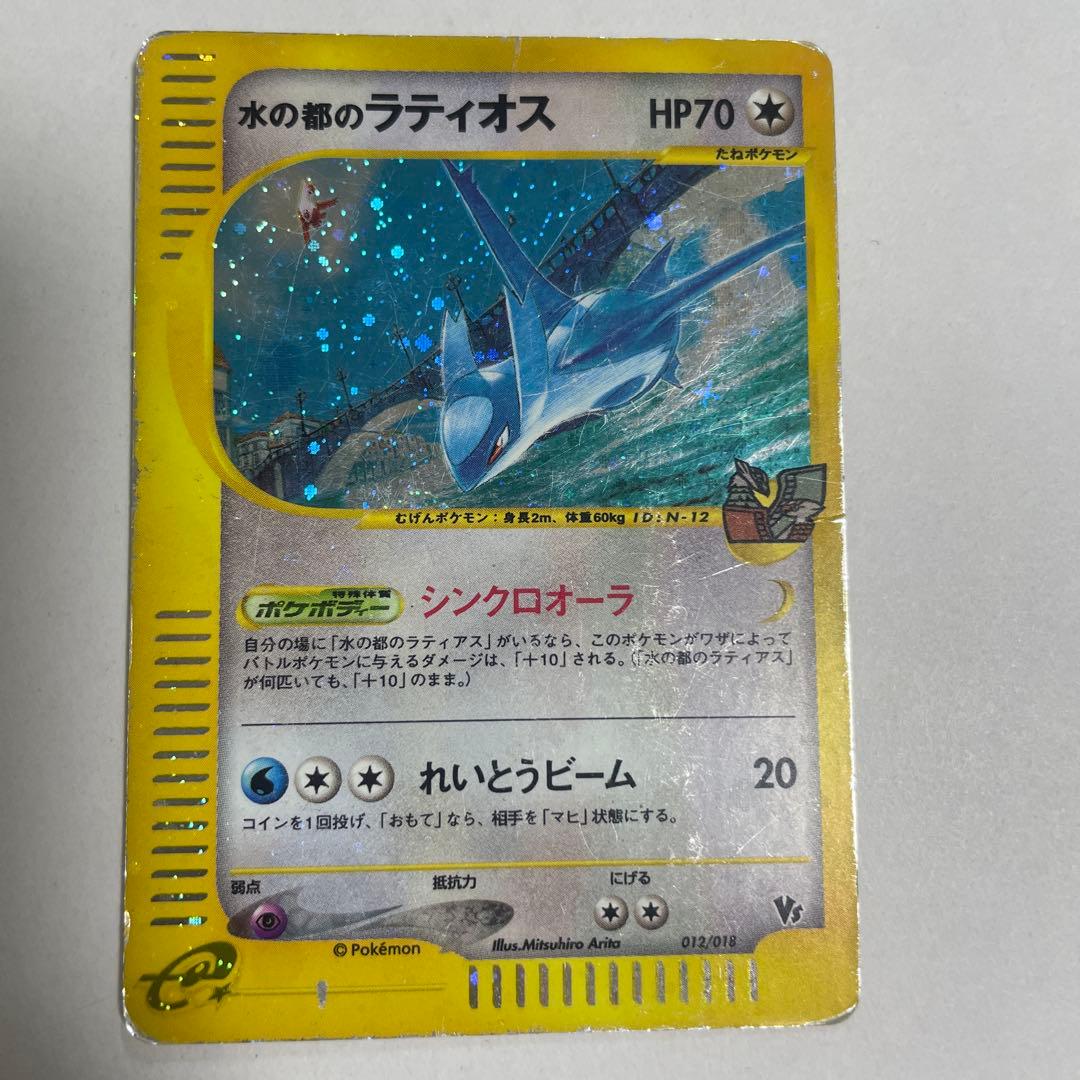 水の都のラティオス HP70
たねポケモン
むげんポケモン：身長2m、体重60kg ID：N-12
特殊体質
ポケボディー シンクロオーラ
自分の場に「水の都のラティアス」がいるなら、このポケモンがワザによって
バトルポケモンに与えるダメージは、「＋10」される。（「水の都のラティアス」
が何匹いても、「＋10」のまま。）
れいとうビーム 20
コインを1回投げ、「おもて」なら、相手を「マヒ」状態にする。
弱点 抵抗力 にげる
Vs
© Pokémon Illus.Mitsuhiro Arita 012/018
e